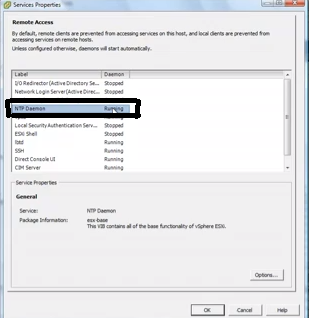 Services Properties
Remote Access
By default, remote clients are prevented from accessing services on this host, and local clients are prevented from
accessing services on remote hosts.
Unless configured otherwise, daemons will start automatically.
Label Daemon
I/O Redirector (Active Directory Se... Stopped
Network Login Server(Active Direc... Stopped
NTP Daemon Running
Local Security Authentication Serv... Stopped
ESXi Shell Stopped
lbtd Running
SSH Running
Direct Console UI Running
CIM Server Running
Service Properties
General
Service: NTP Daemon
Package Information: esx-base
This VIB contains all of the base functionality of vSphere ESXi.
Options...
OK Cancel Help